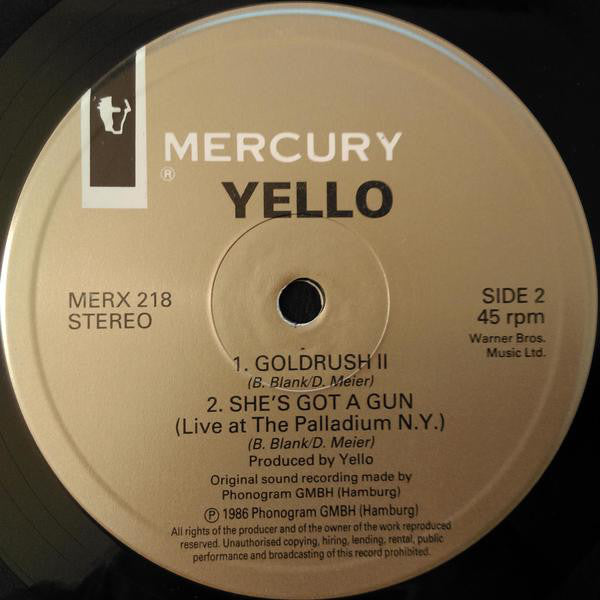 MERCURY
®
YELLO
MERX 218
STEREO
SIDE 2
45 rpm
Warner Bros.
Music Ltd.
1. GOLDRUSH II
(B. Blank/D. Meier)
2. SHE'S GOT A GUN
(Live at The Palladium N.Y.)
(B. Blank/D. Meier)
Produced by Yello
Original sound recording made by
Phonogram GMBH (Hamburg)
℗ 1986 Phonogram GMBH (Hamburg)
All rights of the producer and of the owner of the work reproduced
reserved. Unauthorised copying, hiring, lending, rental, public
performance and broadcasting of this record prohibited.